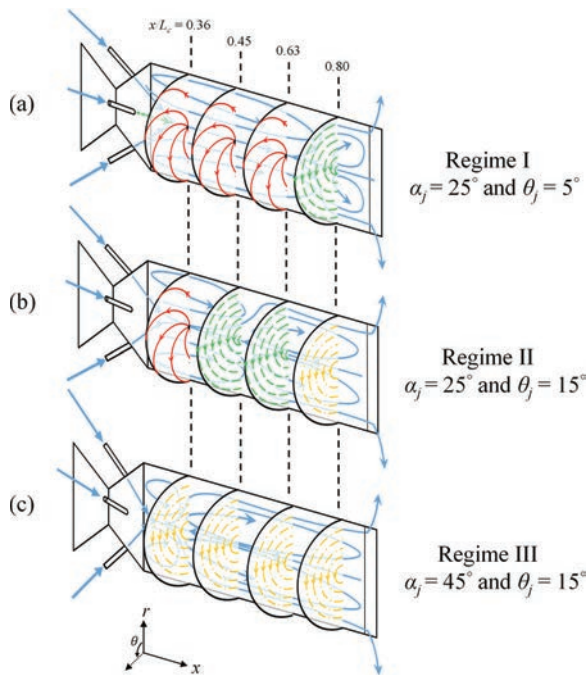 x/L_c = 0.36
0.45
0.63
0.80
(a)
Regime I
α_j = 25° and θ_j = 5°
(b)
Regime II
α_j = 25° and θ_j = 15°
(c)
Regime III
α_j = 45° and θ_j = 15°
r
θ
x